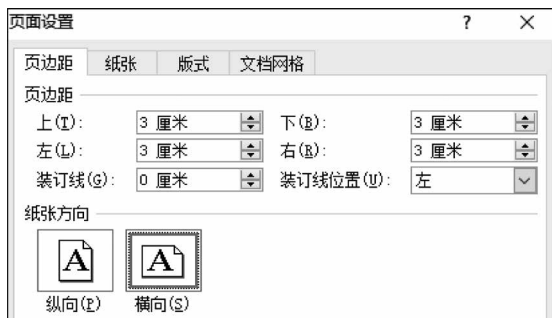 页面设置 ? ×
页边距 纸张 版式 文档网格
页边距
上(T): 3 厘米 下(B): 3 厘米
左(L): 3 厘米 右(R): 3 厘米
装订线(G): 0 厘米 装订线位置(U): 左
纸张方向
A A
纵向(P) 横向(S)